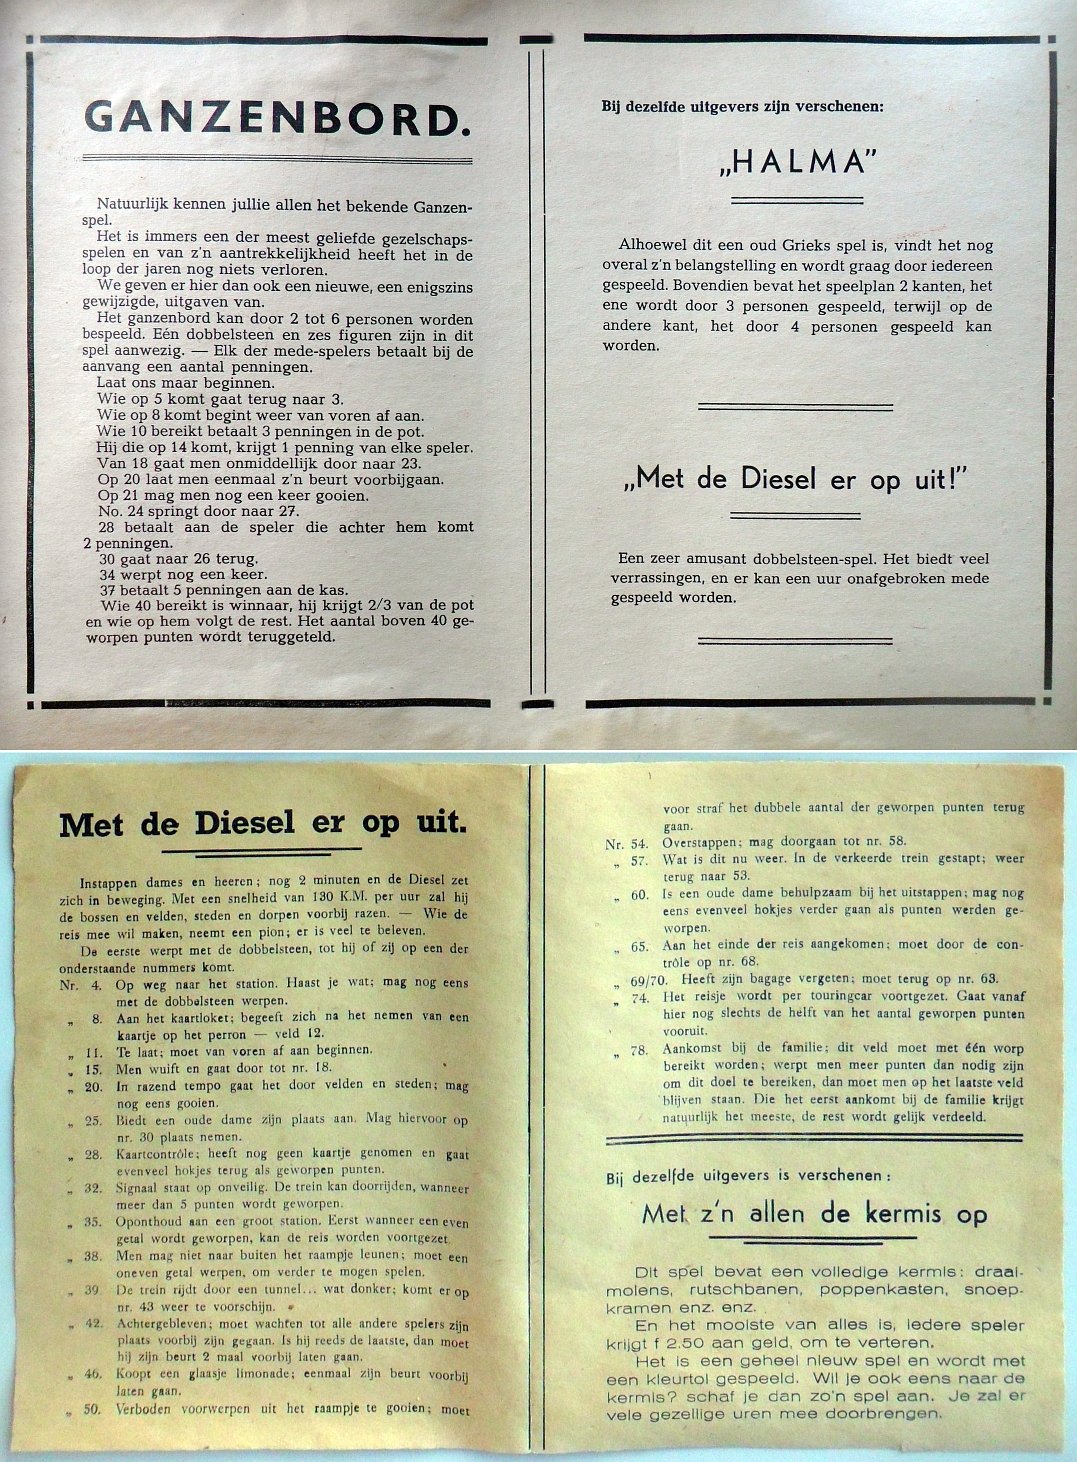 GANZENBORD.
Natuurlijk kennen jullie allen het bekende Ganzen-
spel.
Het is immers een der meest geliefde gezelschaps-
spelen en van z'n aantrekkelijkheid heeft het in de
loop der jaren nog niets verloren.
We geven er hier dan ook een nieuwe, een enigszins
gewijzigde, uitgaven van.
Het ganzenbord kan door 2 tot 6 personen worden
bespeeld. Eén dobbelsteen en zes figuren zijn in dit
spel aanwezig. — Elk der mede-spelers betaalt bij de
aanvang een aantal penningen.
Laat ons maar beginnen.
Wie op 5 komt gaat terug naar 3.
Wie op 8 komt begint weer van voren af aan.
Wie 10 bereikt betaalt 3 penningen in de pot.
Hij die op 14 komt, krijgt 1 penning van elke speler.
Van 18 gaat men onmiddellijk door naar 23.
Op 20 laat men eenmaal z'n beurt voorbijgaan.
Op 21 mag men nog een keer gooien.
No. 24 springt door naar 27.
28 betaalt aan de speler die achter hem komt
2 penningen.
30 gaat naar 26 terug.
34 werpt nog een keer.
37 betaalt 5 penningen aan de kas.
Wie 40 bereikt is winnaar, hij krijgt 2/3 van de pot
en wie op hem volgt de rest. Het aantal boven 40 ge-
worpen punten wordt teruggeteld.
Bij dezelfde uitgevers zijn verschenen:
„HALMA”
Alhoewel dit een oud Grieks spel is, vindt het nog
overal z'n belangstelling en wordt graag door iedereen
gespeeld. Bovendien bevat het speelplan 2 kanten, het
ene wordt door 3 personen gespeeld, terwijl op de
andere kant, het door 4 personen gespeeld kan
worden.
„Met de Diesel er op uit!”
Een zeer amusant dobbelsteen-spel. Het biedt veel
verrassingen, en er kan een uur onafgebroken mede
gespeeld worden.
Met de Diesel er op uit.
Instappen dames en heeren; nog 2 minuten en de Diesel zet
zich in beweging. Met een snelheid van 130 K.M. per uur zal hij
de bossen en velden, steden en dorpen voorbij razen. — Wie de
reis mee wil maken, neemt een pion; er is veel te beleven.
De eerste werpt met de dobbelsteen, tot hij of zij op een der
onderstaande nummers komt.
Nr. 4. Op weg naar het station. Haast je wat; mag nog eens
met de dobbelsteen werpen.
„ 8. Aan het kaartloket; begeeft zich na het nemen van een
kaartje op het perron — veld 12.
„ 11. Te laat; moet van voren af aan beginnen.
„ 15. Men wuift en gaat door tot nr. 18.
„ 20. In razend tempo gaat het door velden en steden; mag
nog eens gooien.
„ 25. Biedt een oude dame zijn plaats aan. Mag hiervoor op
nr. 30 plaats nemen.
„ 28. Kaartcontrôle; heeft nog geen kaartje genomen en gaat
evenveel hokjes terug als geworpen punten.
„ 32. Signaal staat op onveilig. De trein kan doorrijden, wanneer
meer dan 5 punten wordt geworpen.
„ 35. Oponthoud aan een groot station. Eerst wanneer een even
getal wordt geworpen, kan de reis worden voortgezet.
„ 38. Men mag niet naar buiten het raampje leunen; moet een
oneven getal werpen, om verder te mogen spelen.
„ 39. De trein rijdt door een tunnel... wat donker; komt er op
nr. 43 weer te voorschijn.
„ 42. Achtergebleven; moet wachten tot alle andere spelers zijn
plaats voorbij zijn gegaan. Is hij reeds de laatste, dan moet
hij zijn beurt 2 maal voorbij laten gaan.
„ 46. Koopt een glaasje limonade; eenmaal zijn beurt voorbij
laten gaan.
„ 50. Verboden voorwerpen uit het raampje te gooien; moet
voor straf het dubbele aantal der geworpen punten terug
gaan.
Nr. 54. Overstappen; mag doorgaan tot nr. 58.
„ 57. Wat is dit nu weer. In de verkeerde trein gestapt; weer
terug naar 53.
„ 60. Is een oude dame behulpzaam bij het uitstappen; mag nog
eens evenveel hokjes verder gaan als punten werden ge-
worpen.
„ 65. Aan het einde der reis aangekomen; moet door de con-
trôle op nr. 68.
„ 69/70. Heeft zijn bagage vergeten; moet terug op nr. 63.
„ 74. Het reisje wordt per touringcar voortgezet. Gaat vanaf
hier nog slechts de helft van het aantal geworpen punten
vooruit.
„ 78. Aankomst bij de familie; dit veld moet met één worp
bereikt worden; werpt men meer punten dan nodig zijn
om dit doel te bereiken, dan moet men op het laatste veld
blijven staan. Die het eerst aankomt bij de familie krijgt
natuurlijk het meeste, de rest wordt gelijk verdeeld.
Bij dezelfde uitgevers is verschenen:
Met z'n allen de kermis op
Dit spel bevat een volledige kermis: draai-
molens, rutschbanen, poppenkasten, snoep-
kramen enz. enz.
En het mooiste van alles is, iedere speler
krijgt f 2.50 aan geld, om te verteren.
Het is een geheel nieuw spel en wordt met
een kleurtol gespeeld. Wil je ook eens naar de
kermis? schaf je dan zo'n spel aan. Je zal er
vele gezellige uren mee doorbrengen.